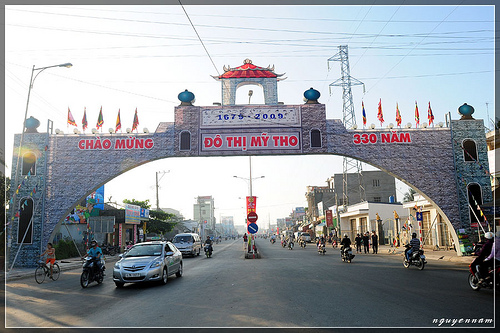 1679 - 2009
CHÀO MỪNG
ĐÔ THỊ MỸ THO
330 NĂM
nguyennam